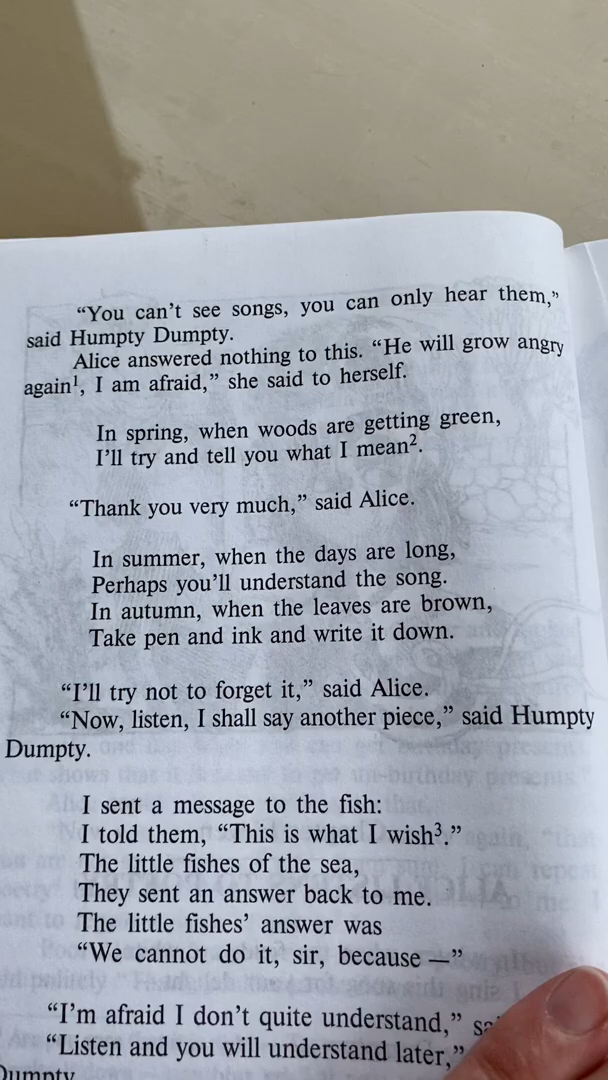 “You can’t see songs, you can only hear them,”
said Humpty Dumpty.
Alice answered nothing to this. “He will grow angry
again¹, I am afraid,” she said to herself.
In spring, when woods are getting green,
I’ll try and tell you what I mean².
“Thank you very much,” said Alice.
In summer, when the days are long,
Perhaps you’ll understand the song.
In autumn, when the leaves are brown,
Take pen and ink and write it down.
“I’ll try not to forget it,” said Alice.
“Now, listen, I shall say another piece,” said Humpty
Dumpty.
I sent a message to the fish:
I told them, “This is what I wish³.”
The little fishes of the sea,
They sent an answer back to me.
The little fishes’ answer was
“We cannot do it, sir, because —”
“I’m afraid I don’t quite understand,”
“Listen and you will understand later,”
Dumpty